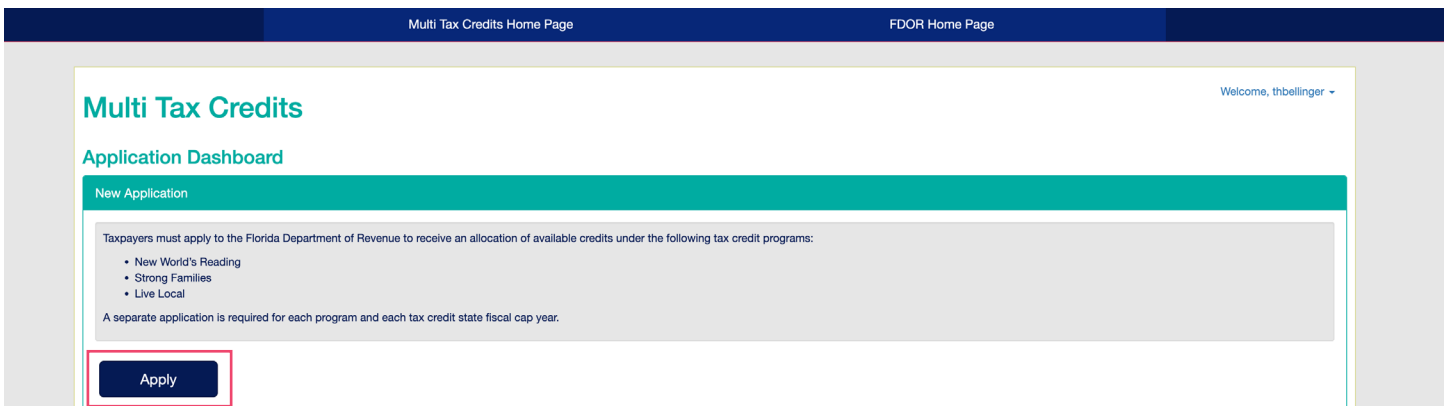 Multi Tax Credits Home Page
FDOR Home Page
Multi Tax Credits
Welcome, thbellinger
Application Dashboard
New Application
Taxpayers must apply to the Florida Department of Revenue to receive an allocation of available credits under the following tax credit programs:
• New World's Reading
• Strong Families
• Live Local
A separate application is required for each program and each tax credit state fiscal cap year.
Apply